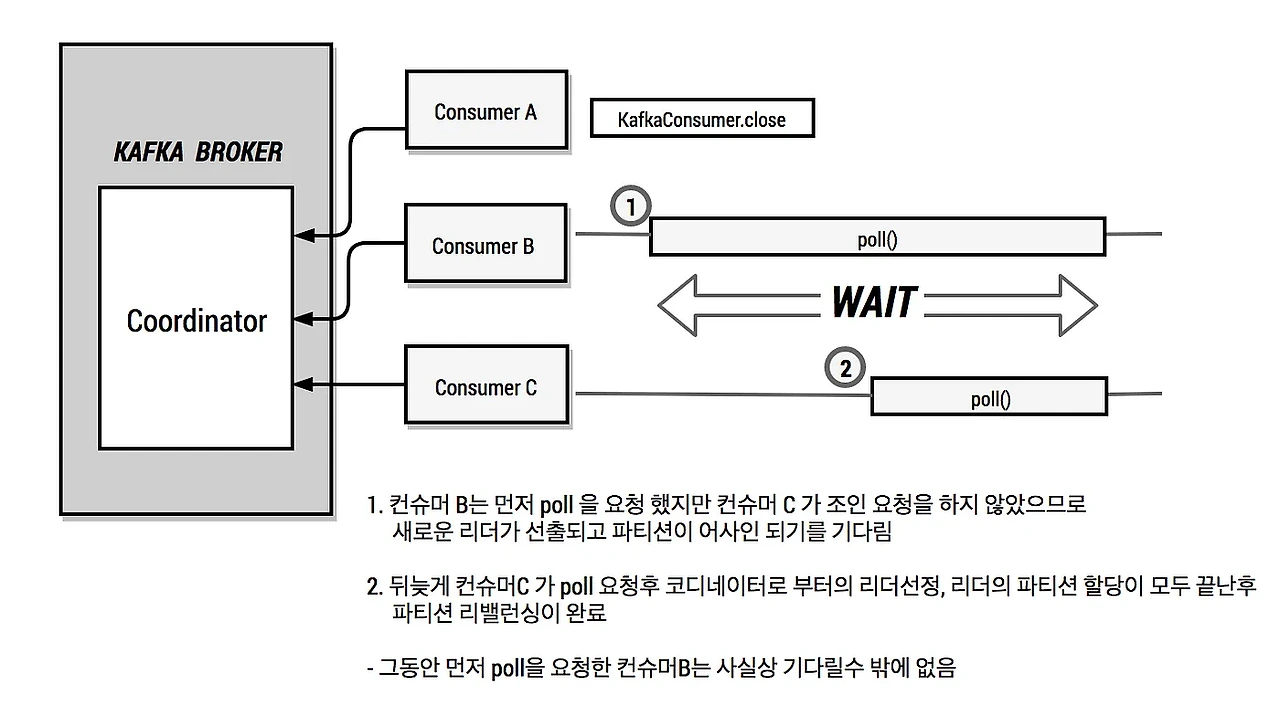 KAFKA BROKER
Coordinator
Consumer A
KafkaConsumer.close
Consumer B
1
poll()
WAIT
Consumer C
2
poll()
1. 컨슈머 B는 먼저 poll 을 요청 했지만 컨슈머 C 가 조인 요청을 하지 않았으므로
새로운 리더가 선출되고 파티션이 어사인 되기를 기다림
2. 뒤늦게 컨슈머C 가 poll 요청후 코디네이터로 부터의 리더선정, 리더의 파티션 할당이 모두 끝난후
파티션 리밸런싱이 완료
- 그동안 먼저 poll을 요청한 컨슈머B는 사실상 기다릴수 밖에 없음